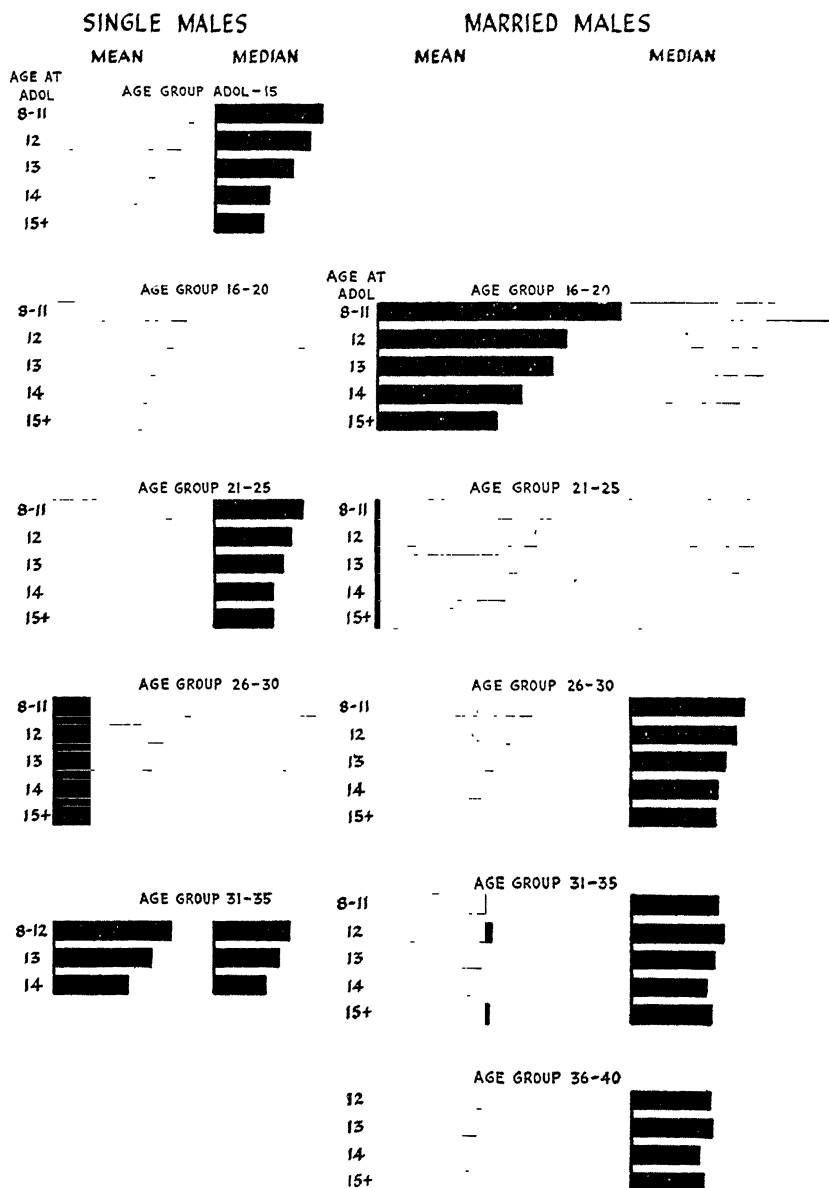 SINGLE MALES MARRIED MALES
MEAN MEDIAN MEAN MEDIAN
AGE AT
ADOL
AGE GROUP ADOL-15
8-11
12
13
14
15+
AGE GROUP 16-20
8-11
12
13
14
15+
AGE AT
ADOL
AGE GROUP 16-20
8-11
12
13
14
15+
AGE GROUP 21-25
8-11
12
13
14
15+
AGE GROUP 21-25
8-11
12
13
14
15+
AGE GROUP 26-30
8-11
12
13
14
15+
AGE GROUP 26-30
8-11
12
13
14
15+
AGE GROUP 31-35
8-12
13
14
AGE GROUP 31-35
8-11
12
13
14
15+
AGE GROUP 36-40
12
13
14
15+